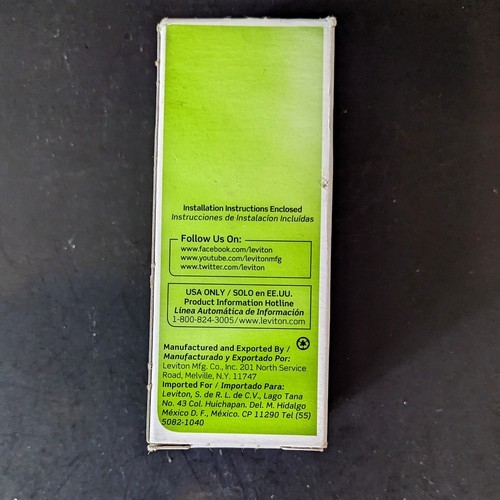 Installation Instructions Enclosed
Instrucciones de Instalacíon Incluídas
Follow Us On:
www.facebook.com/leviton
www.youtube.com/levitonmfg
www.twitter.com/leviton
USA ONLY / SOLO en EE.UU.
Product Information Hotline
Línea Automática de Información
1-800-824-3005/www.leviton.com
Manufactured and Exported By /
Manufacturado y Exportado Por:
Leviton Mfg. Co., Inc. 201 North Service
Road, Melville, N.Y. 11747
Imported For / Importado Para:
Leviton, S. de R. L. de C.V., Lago Tana
No. 43 Col. Huichapan. Del. M. Hidalgo
México D. F., México. CP 11290 Tel (55)
5082-1040